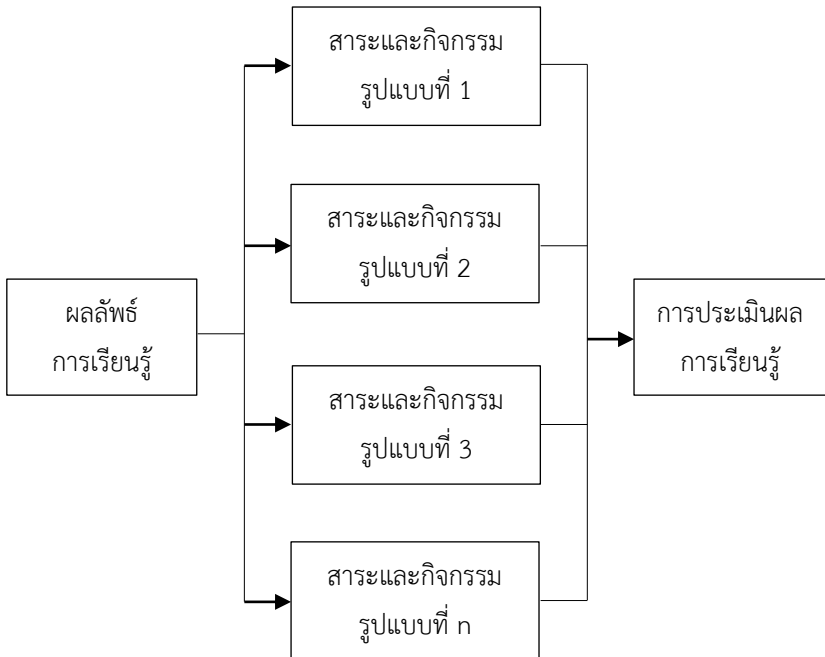 สาระและกิจกรรม
รูปแบบที่ 1
สาระและกิจกรรม
รูปแบบที่ 2
ผลลัพธ์
การเรียนรู้
การประเมินผล
การเรียนรู้
สาระและกิจกรรม
รูปแบบที่ 3
สาระและกิจกรรม
รูปแบบที่ n